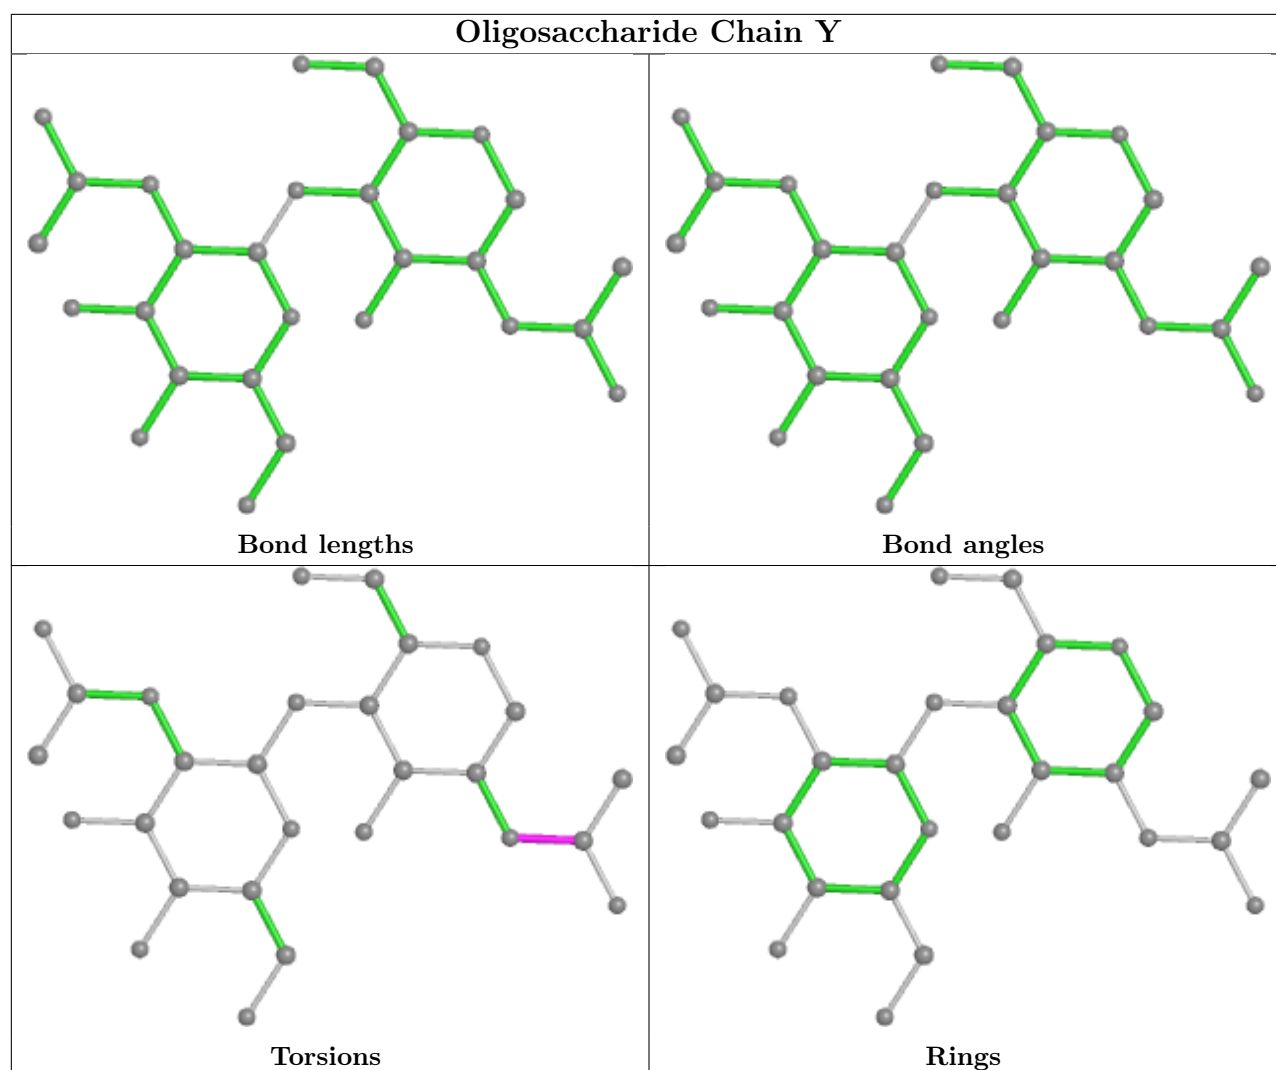 Oligosaccharide Chain Y
Bond lengths
Bond angles
Torsions
Rings